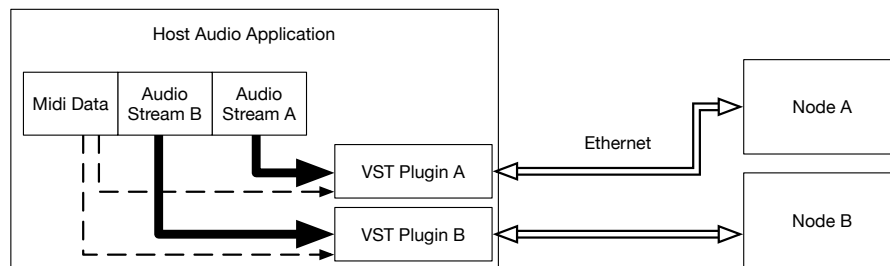 Host Audio Application
Midi Data
Audio
Stream B
Audio
Stream A
VST Plugin A
VST Plugin B
Ethernet
Node A
Node B